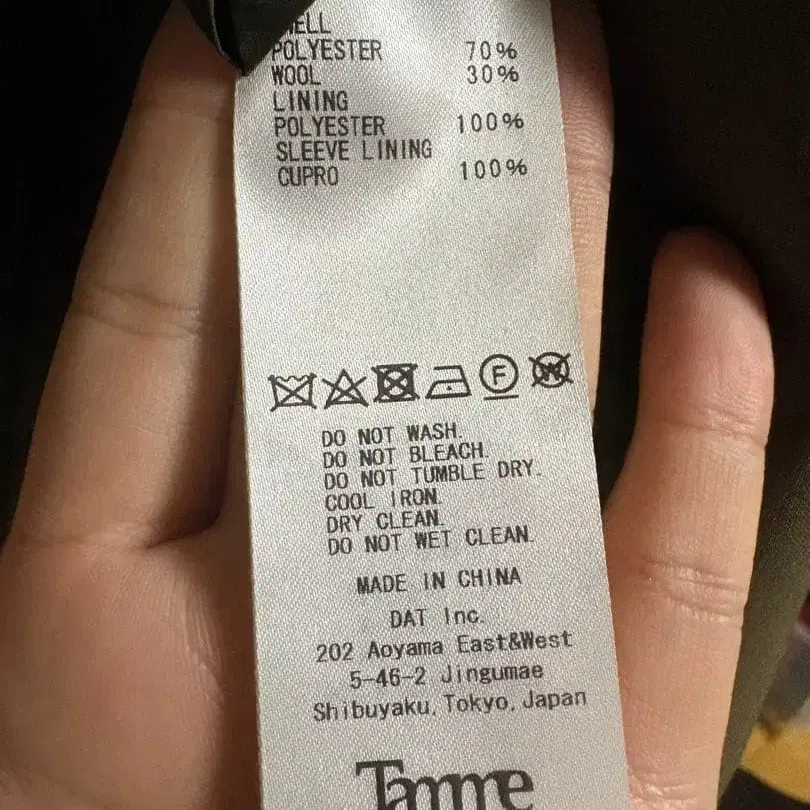 SHELL
POLYESTER 70%
WOOL 30%
LINING
POLYESTER 100%
SLEEVE LINING
CUPRO 100%
F W
DO NOT WASH.
DO NOT BLEACH.
DO NOT TUMBLE DRY.
COOL IRON.
DRY CLEAN.
DO NOT WET CLEAN.
MADE IN CHINA
DAT Inc.
202 Aoyama East&West
5-46-2 Jingumae
Shibuyaku, Tokyo, Japan
Tamme